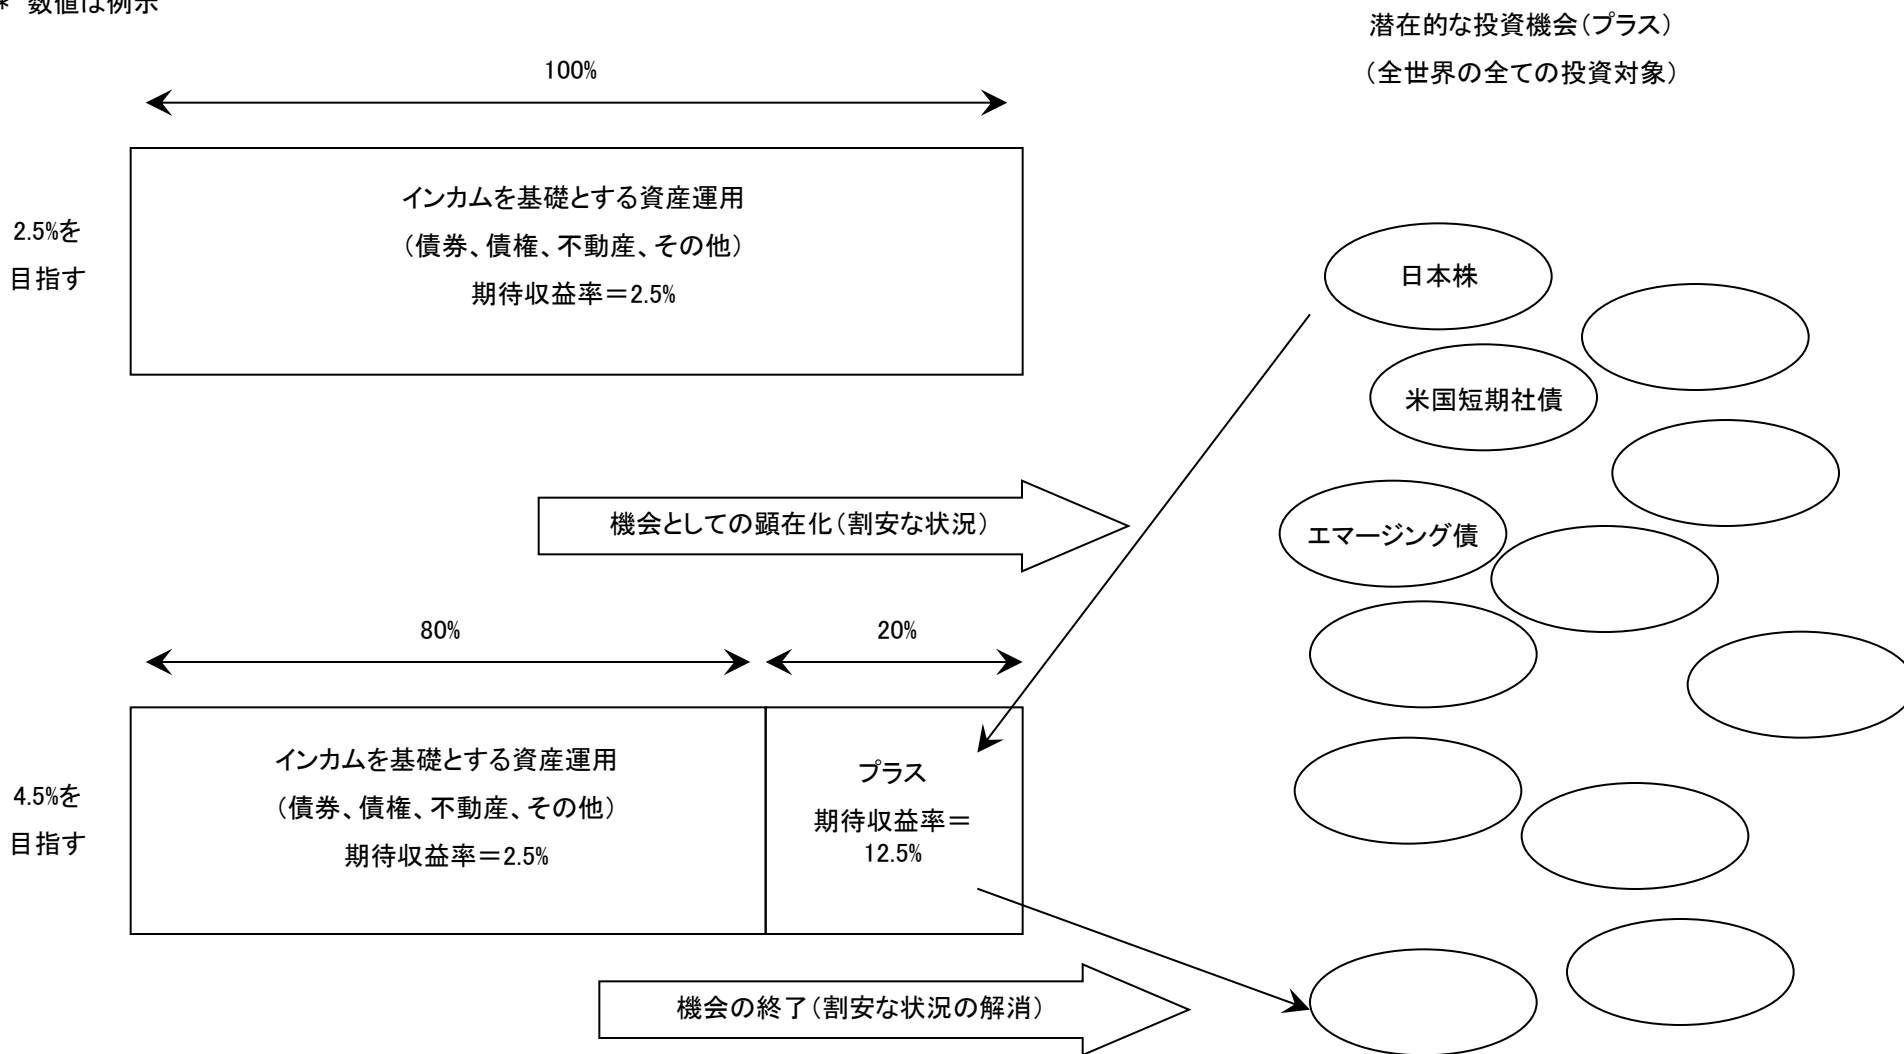 * 数値は例示
潜在的な投資機会(プラス)
(全世界の全ての投資対象)
100%
2.5%を
目指す
インカムを基礎とする資産運用
(債券、債権、不動産、その他)
期待収益率＝2.5%
日本株
米国短期社債
エマージング債
機会としての顕在化(割安な状況)
80%
20%
4.5%を
目指す
インカムを基礎とする資産運用
(債券、債権、不動産、その他)
期待収益率＝2.5%
プラス
期待収益率＝
12.5%
機会の終了(割安な状況の解消)